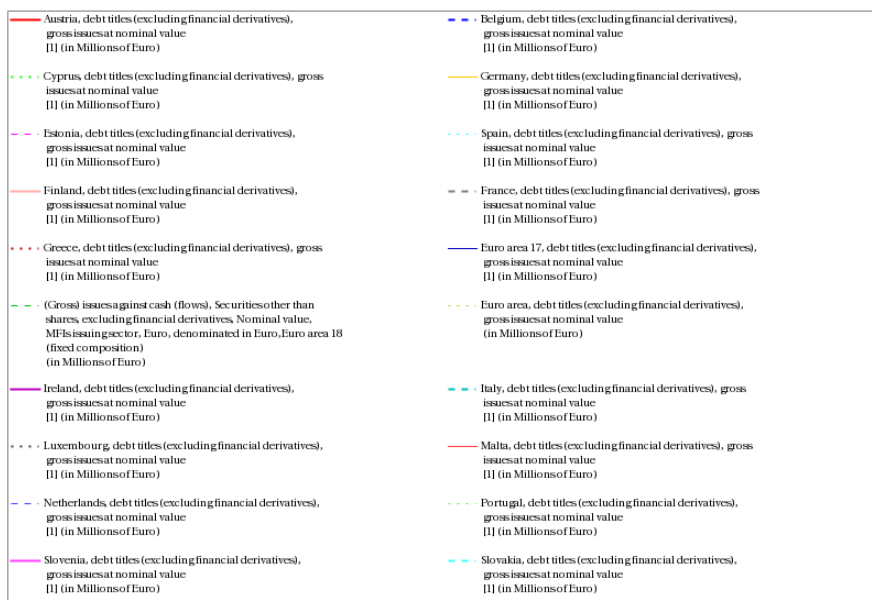 Austria, debt titles (excluding financial derivatives),
gross issues at nominal value
[1] (in Millions of Euro)
Belgium, debt titles (excluding financial derivatives),
gross issues at nominal value
[1] (in Millions of Euro)
Cyprus, debt titles (excluding financial derivatives), gross
issues at nominal value
[1] (in Millions of Euro)
Germany, debt titles (excluding financial derivatives),
gross issues at nominal value
[1] (in Millions of Euro)
Estonia, debt titles (excluding financial derivatives),
gross issues at nominal value
[1] (in Millions of Euro)
Spain, debt titles (excluding financial derivatives), gross
issues at nominal value
[1] (in Millions of Euro)
Finland, debt titles (excluding financial derivatives),
gross issues at nominal value
[1] (in Millions of Euro)
France, debt titles (excluding financial derivatives), gross
issues at nominal value
[1] (in Millions of Euro)
Greece, debt titles (excluding financial derivatives), gross
issues at nominal value
[1] (in Millions of Euro)
Euro area 17, debt titles (excluding financial derivatives),
gross issues at nominal value
[1] (in Millions of Euro)
(Gross) issues against cash (flows), Securities other than
shares, excluding financial derivatives, Nominal value,
MFIs issuing sector, Euro, denominated in Euro, Euro area 18
(fixed composition)
(in Millions of Euro)
Euro area, debt titles (excluding financial derivatives),
gross issues at nominal value
(in Millions of Euro)
Ireland, debt titles (excluding financial derivatives),
gross issues at nominal value
[1] (in Millions of Euro)
Italy, debt titles (excluding financial derivatives), gross
issues at nominal value
[1] (in Millions of Euro)
Luxembourg, debt titles (excluding financial derivatives),
gross issues at nominal value
[1] (in Millions of Euro)
Malta, debt titles (excluding financial derivatives), gross
issues at nominal value
[1] (in Millions of Euro)
Netherlands, debt titles (excluding financial derivatives),
gross issues at nominal value
[1] (in Millions of Euro)
Portugal, debt titles (excluding financial derivatives),
gross issues at nominal value
[1] (in Millions of Euro)
Slovenia, debt titles (excluding financial derivatives),
gross issues at nominal value
[1] (in Millions of Euro)
Slovakia, debt titles (excluding financial derivatives),
gross issues at nominal value
[1] (in Millions of Euro)